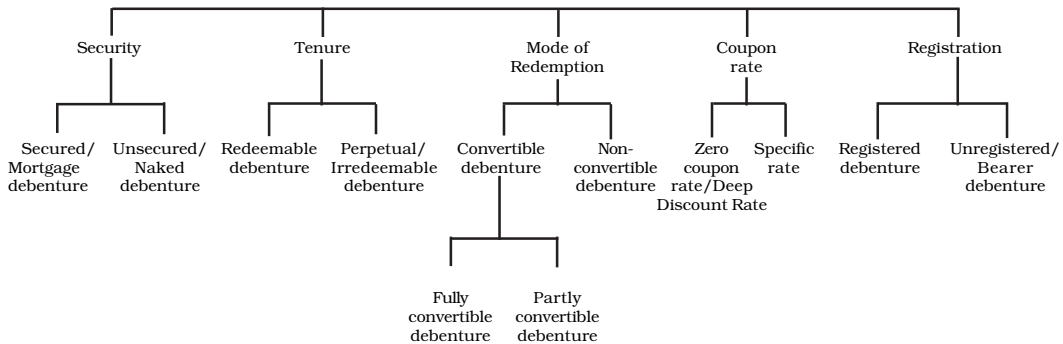 Security
Tenure
Mode of
Redemption
Coupon
rate
Registration
Secured/
Mortgage
debenture
Unsecured/
Naked
debenture
Redeemable
debenture
Perpetual/
Irredeemable
debenture
Convertible
debenture
Non-
convertible
debenture
Zero
coupon
rate/Deep
Discount Rate
Specific
rate
Registered
debenture
Unregistered/
Bearer
debenture
Fully
convertible
debenture
Partly
convertible
debenture